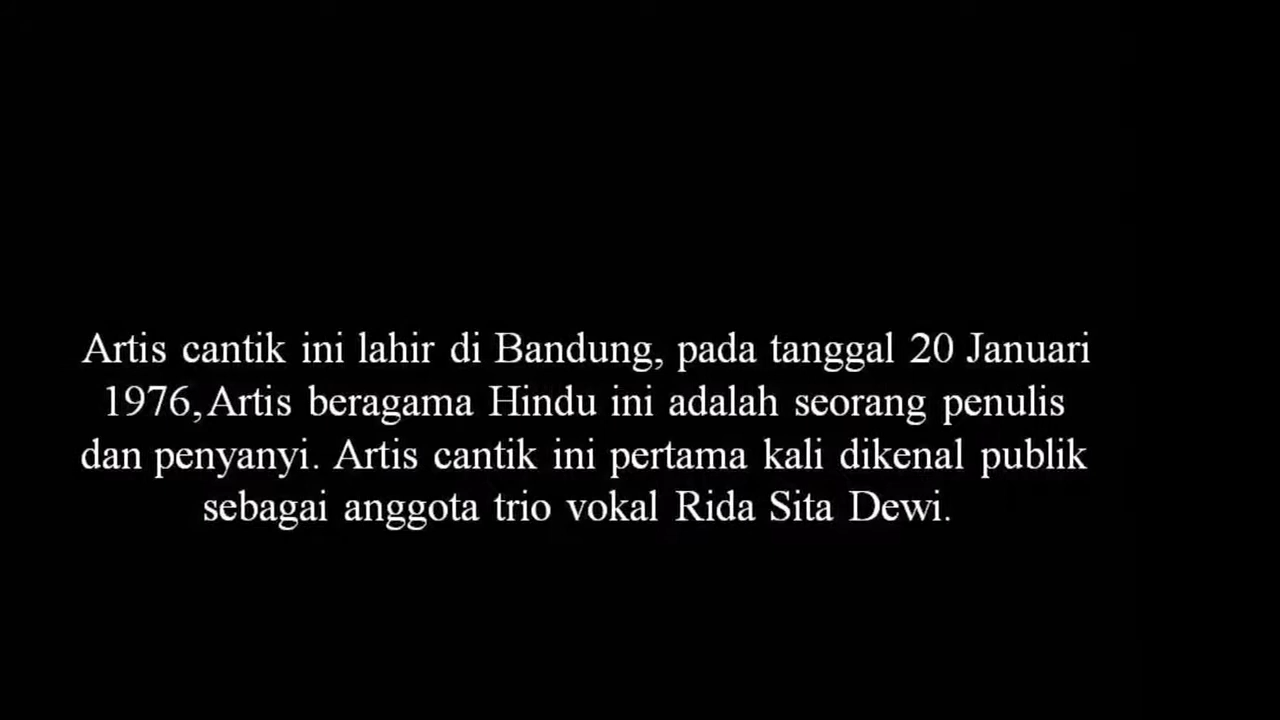 Artis cantik ini lahir di Bandung, pada tanggal 20 Januari
1976,Artis beragama Hindu ini adalah seorang penulis
dan penyanyi. Artis cantik ini pertama kali dikenal publik
sebagai anggota trio vokal Rida Sita Dewi.